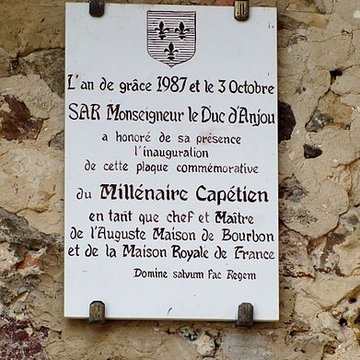 L'an de grâce 1987 et le 3 Octobre
SAR Monseigneur le Duc d'Anjou
a honoré de sa présence
l'inauguration
de cette plaque commémorative
du Millénaire Capétien
en tant que chef et Maître
de l'Auguste Maison de Bourbon
et de la Maison Royale de France
Domine salvum fac Regem